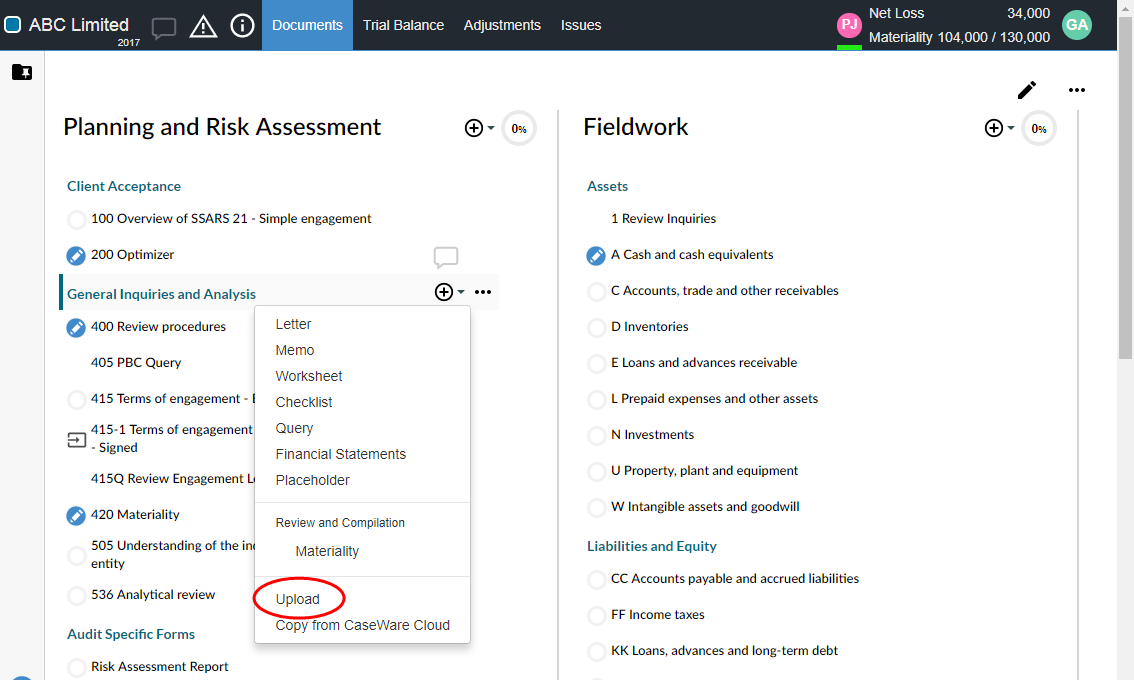 ABC Limited
2017
Documents
Trial Balance
Adjustments
Issues
PJ
Net Loss 34,000
Materiality 104,000 / 130,000
GA
Planning and Risk Assessment
0%
Client Acceptance
100 Overview of SSARS 21 - Simple engagement
200 Optimizer
General Inquiries and Analysis
400 Review procedures
405 PBC Query
415 Terms of engagement -
415-1 Terms of engagement
- Signed
415Q Review Engagement
420 Materiality
505 Understanding of the
entity
536 Analytical review
Audit Specific Forms
Risk Assessment Report
Letter
Memo
Worksheet
Checklist
Query
Financial Statements
Placeholder
Review and Compilation
Materiality
Upload
Copy from CaseWare Cloud
Fieldwork
0%
Assets
1 Review Inquiries
A Cash and cash equivalents
C Accounts, trade and other receivables
D Inventories
E Loans and advances receivable
L Prepaid expenses and other assets
N Investments
U Property, plant and equipment
W Intangible assets and goodwill
Liabilities and Equity
CC Accounts payable and accrued liabilities
FF Income taxes
KK Loans, advances and long-term debt